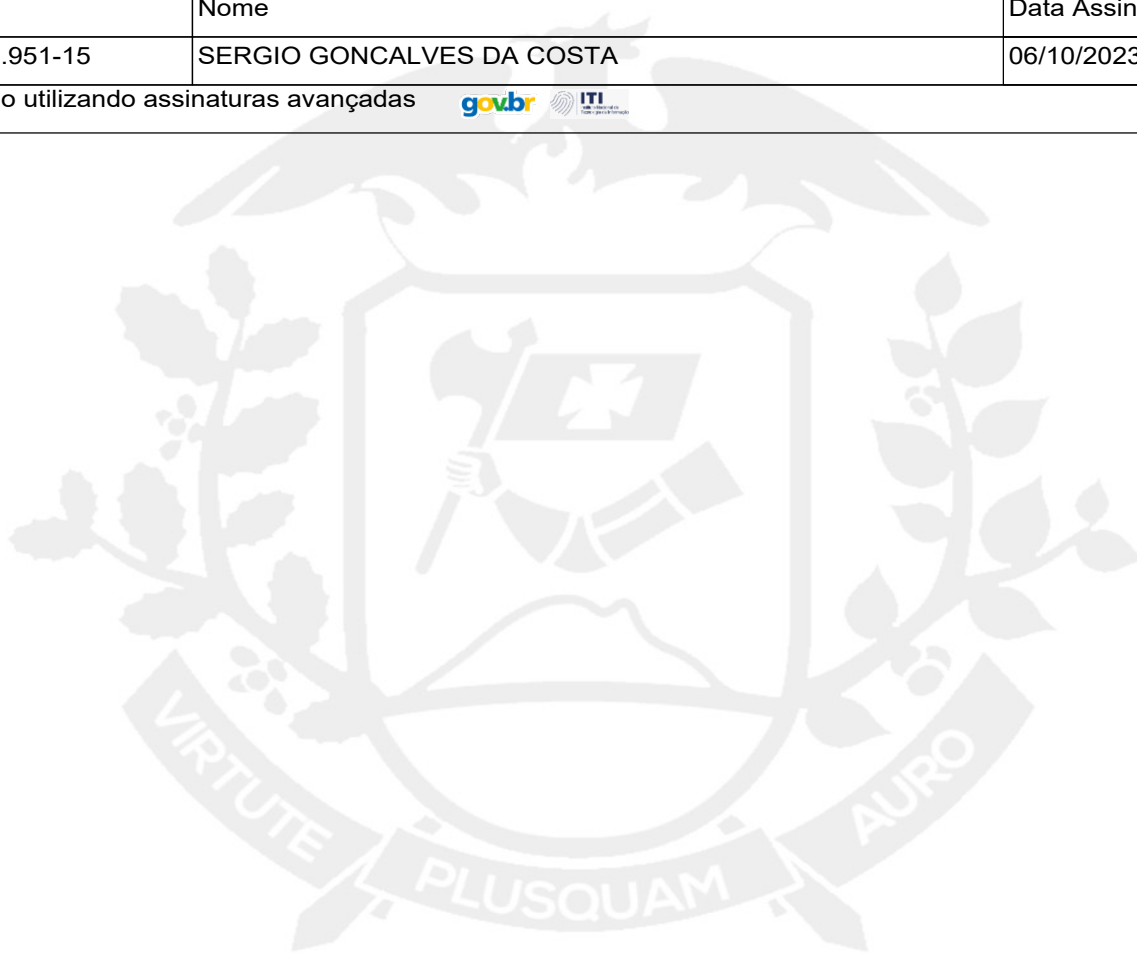 Nome Data Assin
.951-15 SERGIO GONCALVES DA COSTA 06/10/2023
o utilizando assinaturas avançadas gov.br ITI
VIRTUTE PLUSQUAM AURO